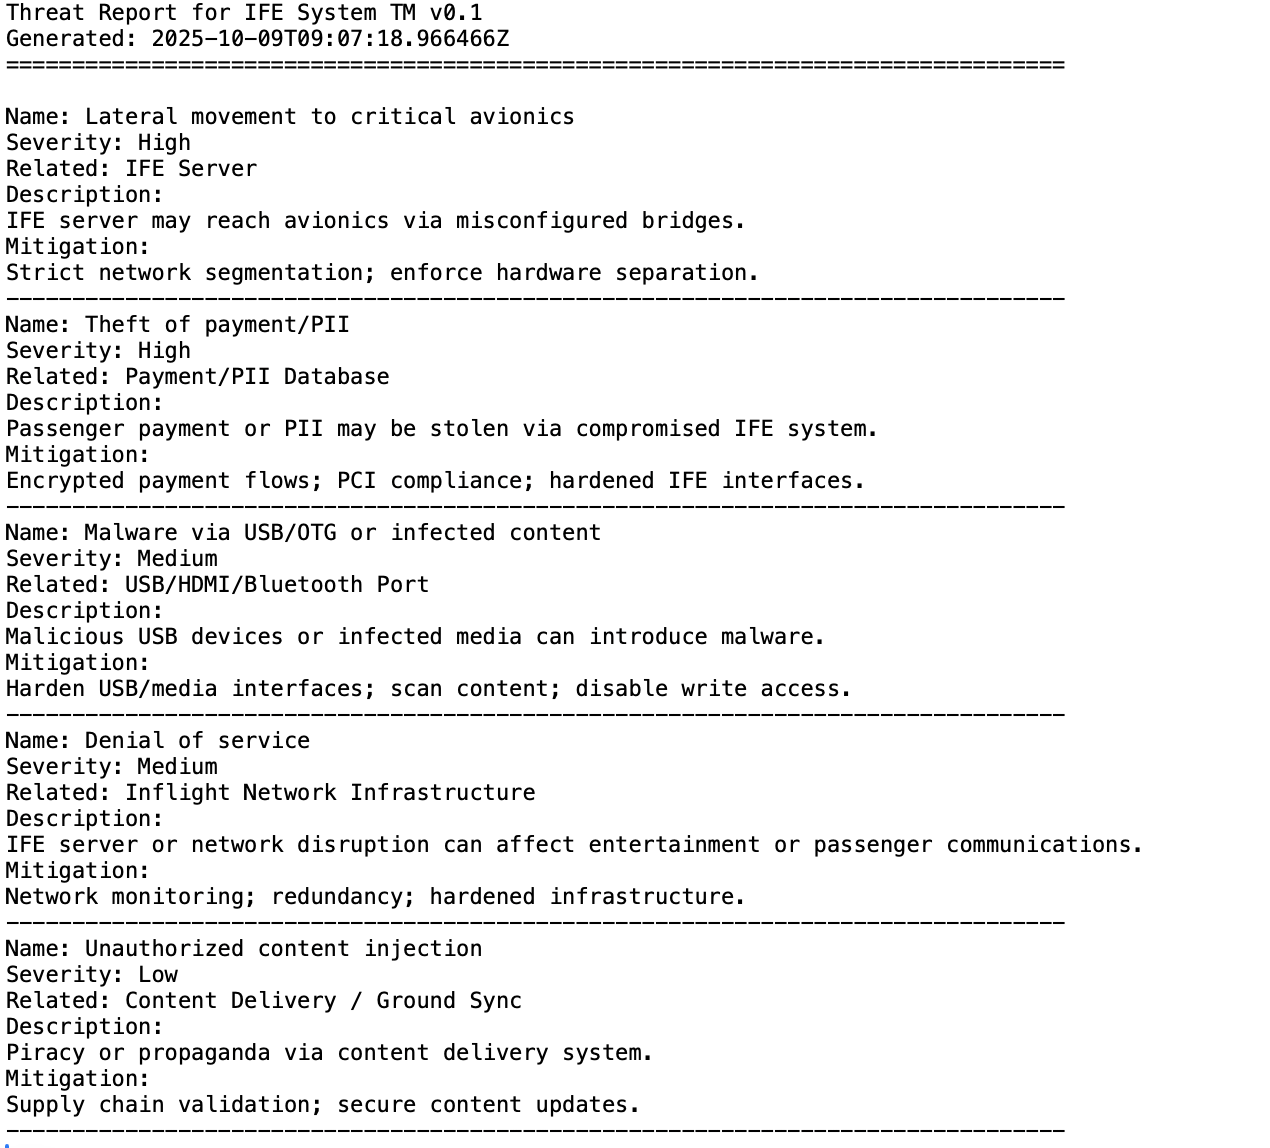 Threat Report for IFE System TM v0.1
Generated: 2025-10-09T09:07:18.966466Z
================================================================================
Name: Lateral movement to critical avionics
Severity: High
Related: IFE Server
Description:
IFE server may reach avionics via misconfigured bridges.
Mitigation:
Strict network segmentation; enforce hardware separation.
--------------------------------------------------------------------------------
Name: Theft of payment/PII
Severity: High
Related: Payment/PII Database
Description:
Passenger payment or PII may be stolen via compromised IFE system.
Mitigation:
Encrypted payment flows; PCI compliance; hardened IFE interfaces.
--------------------------------------------------------------------------------
Name: Malware via USB/OTG or infected content
Severity: Medium
Related: USB/HDMI/Bluetooth Port
Description:
Malicious USB devices or infected media can introduce malware.
Mitigation:
Harden USB/media interfaces; scan content; disable write access.
--------------------------------------------------------------------------------
Name: Denial of service
Severity: Medium
Related: Inflight Network Infrastructure
Description:
IFE server or network disruption can affect entertainment or passenger communications.
Mitigation:
Network monitoring; redundancy; hardened infrastructure.
--------------------------------------------------------------------------------
Name: Unauthorized content injection
Severity: Low
Related: Content Delivery / Ground Sync
Description:
Piracy or propaganda via content delivery system.
Mitigation:
Supply chain validation; secure content updates.
--------------------------------------------------------------------------------